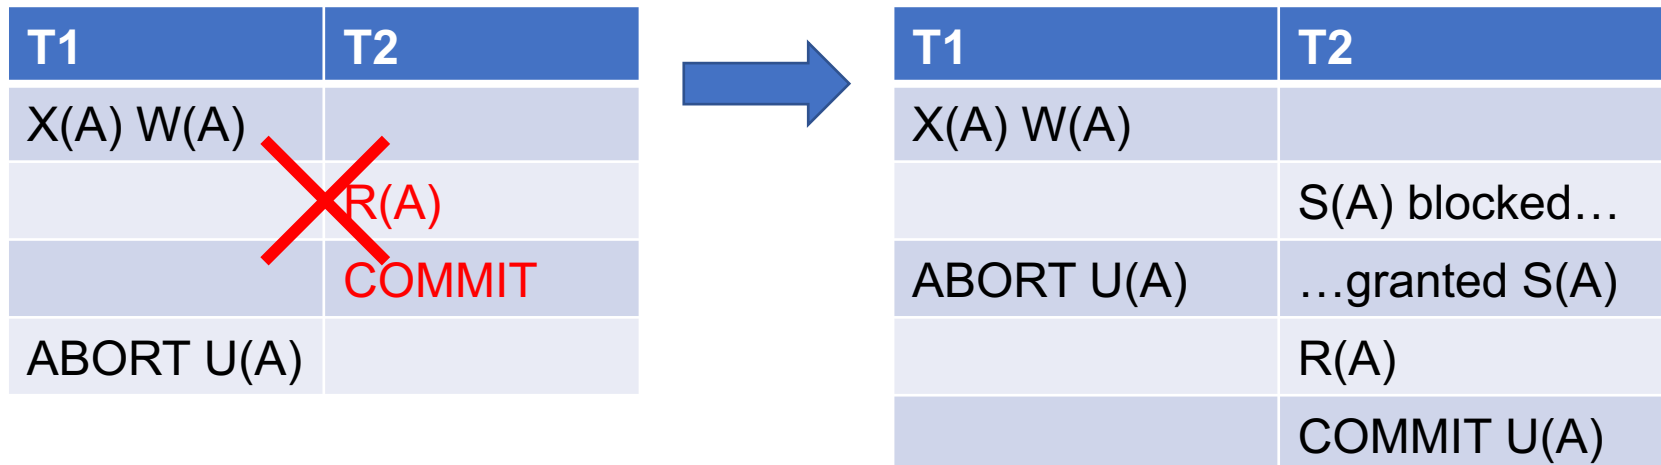 T1 T2
X(A) W(A)
R(A)
COMMIT
ABORT U(A)
T1 T2
X(A) W(A)
S(A) blocked…
ABORT U(A) …granted S(A)
R(A)
COMMIT U(A)